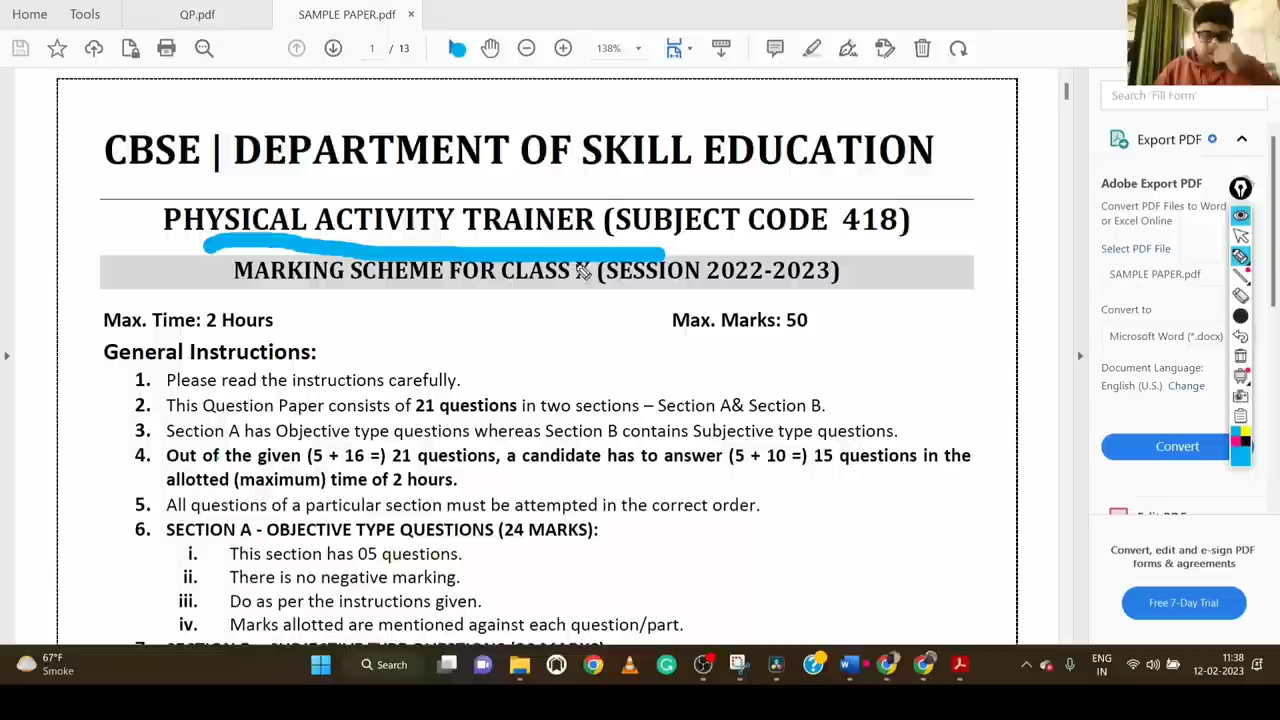 Home Tools QP.pdf SAMPLE PAPER.pdf ×
1 / 13 138%
Search 'Fill Form'
CBSE | DEPARTMENT OF SKILL EDUCATION
PHYSICAL ACTIVITY TRAINER (SUBJECT CODE 418)
MARKING SCHEME FOR CLASS (SESSION 2022-2023)
Max. Time: 2 Hours Max. Marks: 50
General Instructions:
1. Please read the instructions carefully.
2. This Question Paper consists of 21 questions in two sections – Section A& Section B.
3. Section A has Objective type questions whereas Section B contains Subjective type questions.
4. Out of the given (5 + 16 =) 21 questions, a candidate has to answer (5 + 10 =) 15 questions in the
allotted (maximum) time of 2 hours.
5. All questions of a particular section must be attempted in the correct order.
6. SECTION A - OBJECTIVE TYPE QUESTIONS (24 MARKS):
i. This section has 05 questions.
ii. There is no negative marking.
iii. Do as per the instructions given.
iv. Marks allotted are mentioned against each question/part.
Export PDF
Adobe Export PDF
Convert PDF Files to Word
or Excel Online
Select PDF File
SAMPLE PAPER.pdf
Convert to
Microsoft Word (*.docx)
Document Language:
English (U.S.) Change
Convert
Convert, edit and e-sign PDF
forms & agreements
Free 7-Day Trial
67°F
Smoke
Search
ENG
IN
11:38
12-02-2023